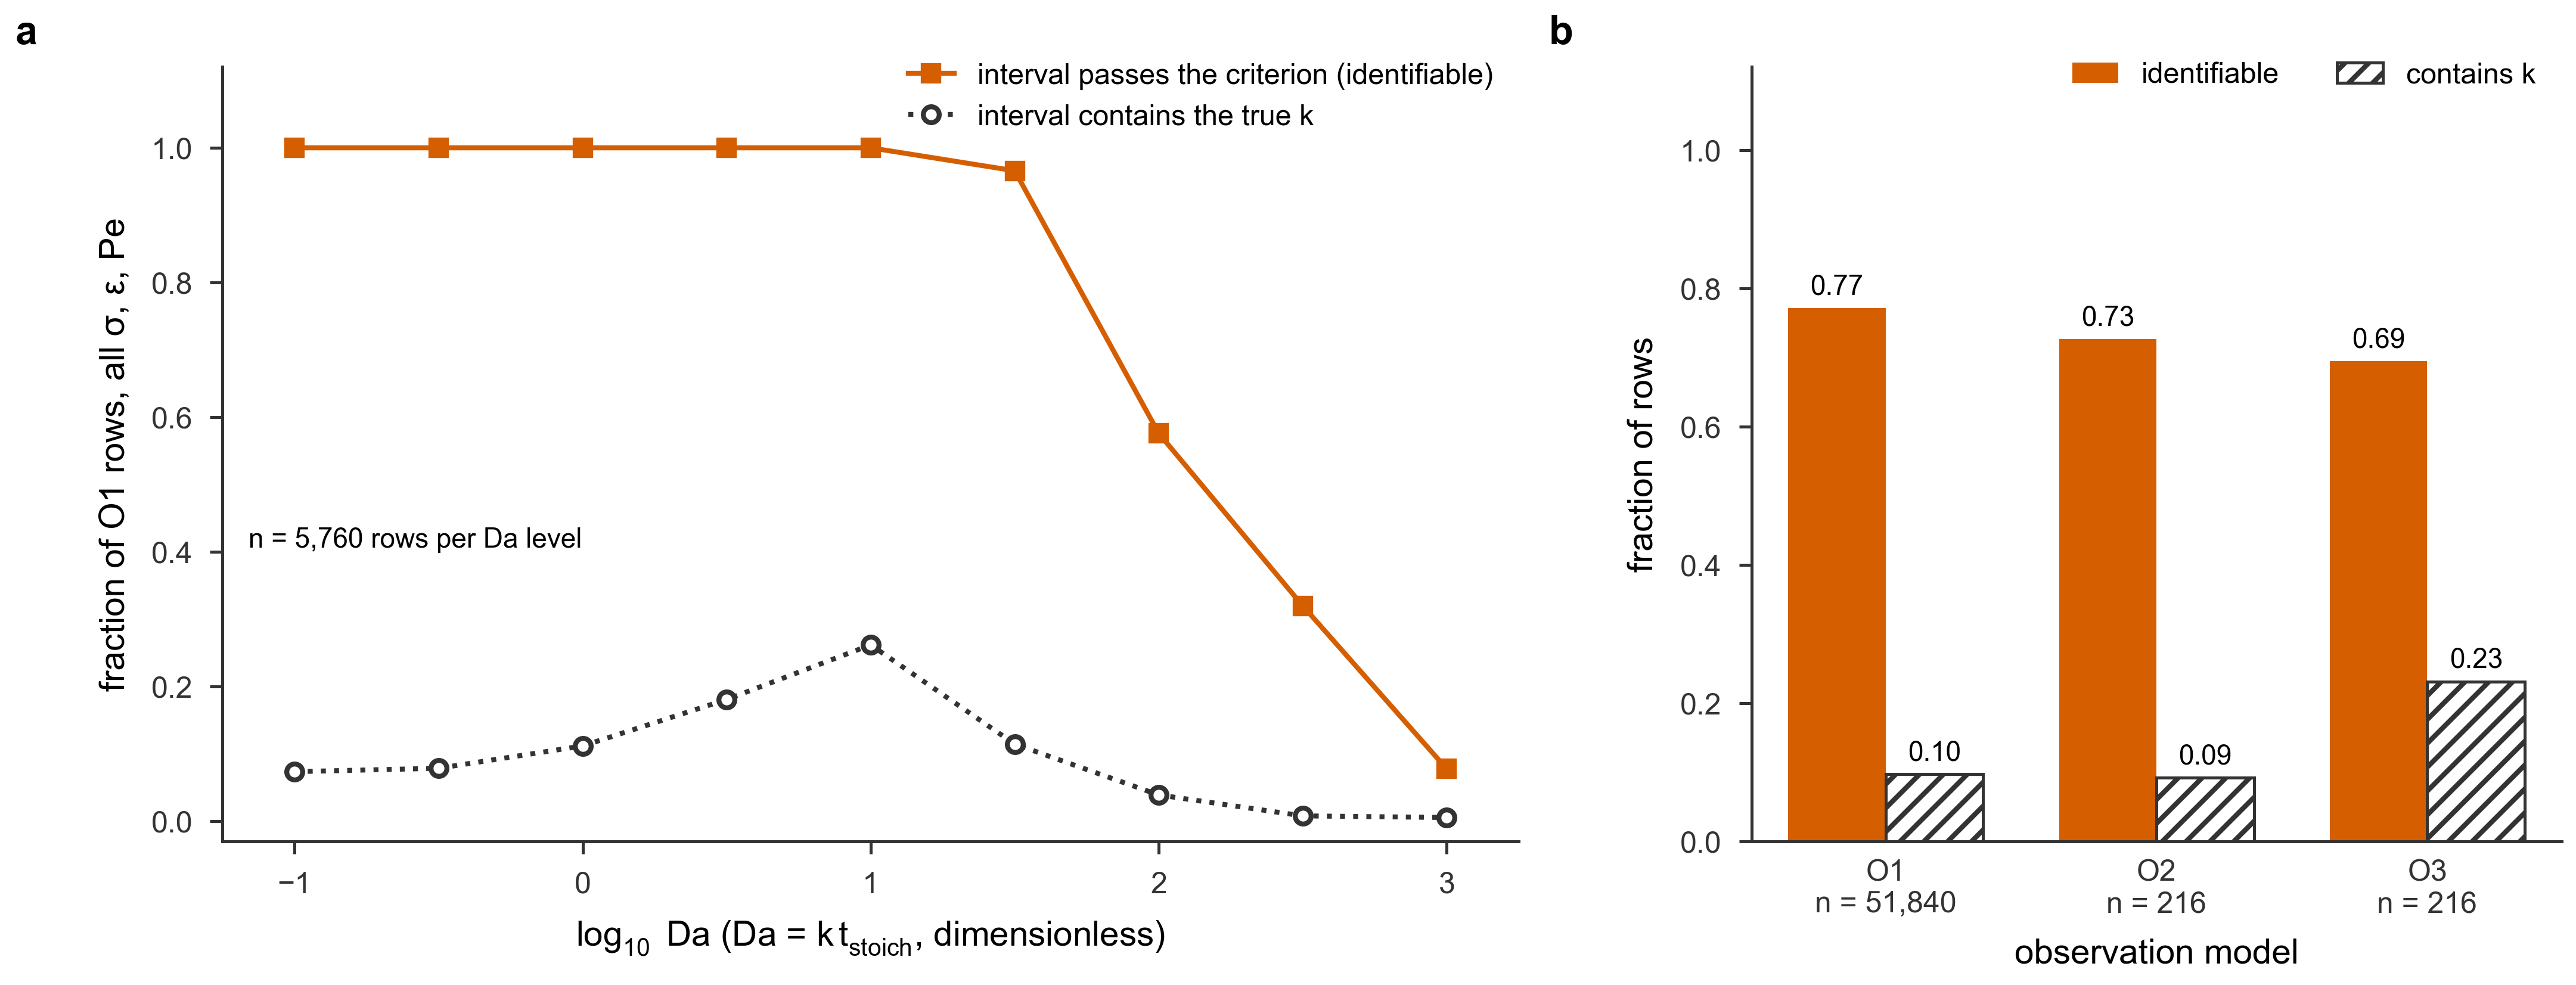 a
interval passes the criterion (identifiable)
interval contains the true k
fraction of O1 rows, all σ, ε, Pe
1.0
0.8
0.6
0.4
0.2
0.0
n = 5,760 rows per Da level
−1
0
1
2
3
log10 Da (Da = k tstoich, dimensionless)
b
identifiable
contains k
fraction of rows
1.0
0.8
0.6
0.4
0.2
0.0
0.77
0.10
0.73
0.09
0.69
0.23
O1
n = 51,840
O2
n = 216
O3
n = 216
observation model